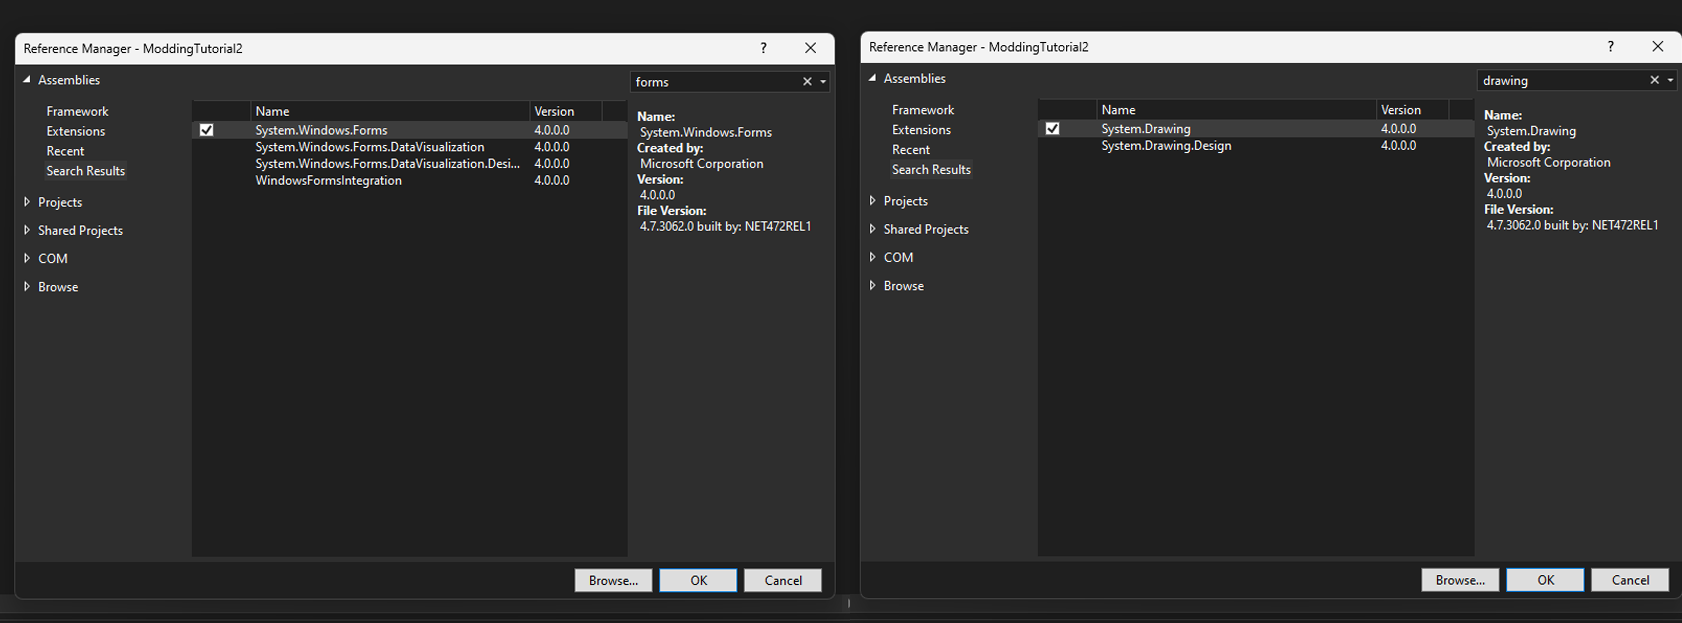 Reference Manager - ModdingTutorial2
?
Assemblies
Framework
Extensions
Recent
Search Results
Projects
Shared Projects
COM
Browse
forms
Name Version
System.Windows.Forms 4.0.0.0
System.Windows.Forms.DataVisualization 4.0.0.0
System.Windows.Forms.DataVisualization.Desi... 4.0.0.0
WindowsFormsIntegration 4.0.0.0
Name:
System.Windows.Forms
Created by:
Microsoft Corporation
Version:
4.0.0.0
File Version:
4.7.3062.0 built by: NET472REL1
Browse... OK Cancel
Reference Manager - ModdingTutorial2
?
Assemblies
Framework
Extensions
Recent
Search Results
Projects
Shared Projects
COM
Browse
drawing
Name Version
System.Drawing 4.0.0.0
System.Drawing.Design 4.0.0.0
Name:
System.Drawing
Created by:
Microsoft Corporation
Version:
4.0.0.0
File Version:
4.7.3062.0 built by: NET472REL1
Browse... OK Cancel